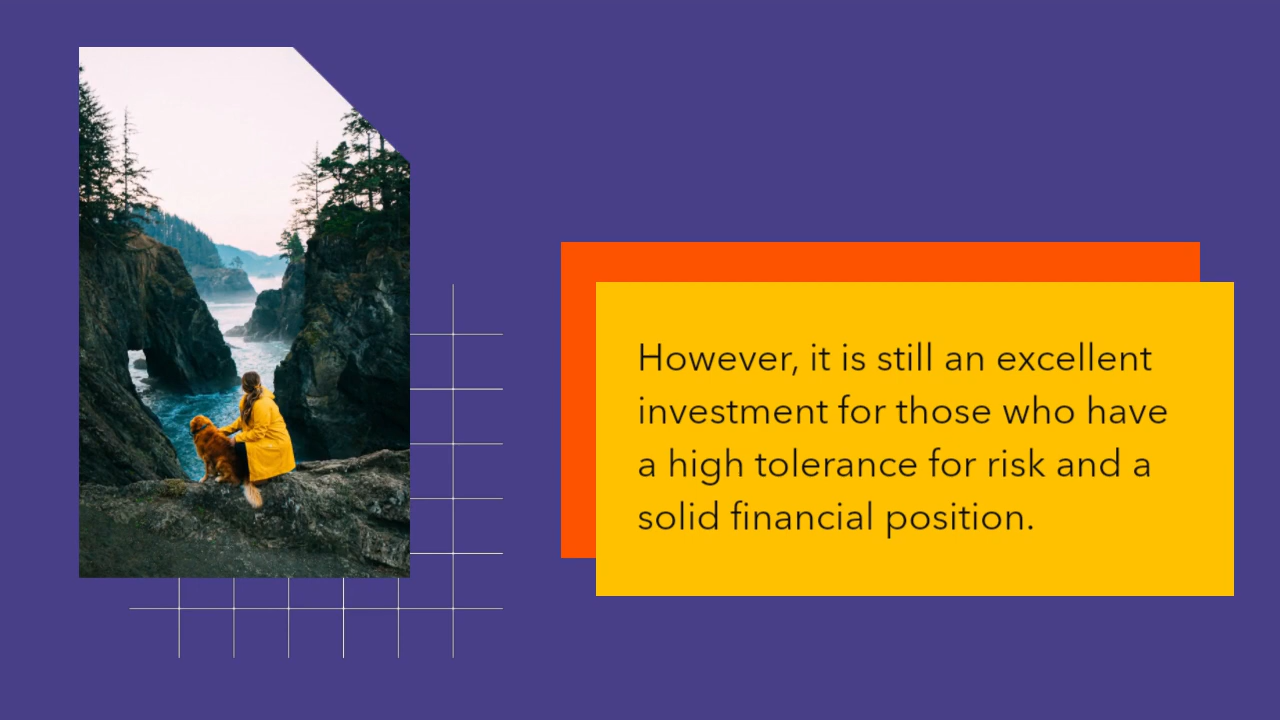 However, it is still an excellent
investment for those who have
a high tolerance for risk and a
solid financial position.